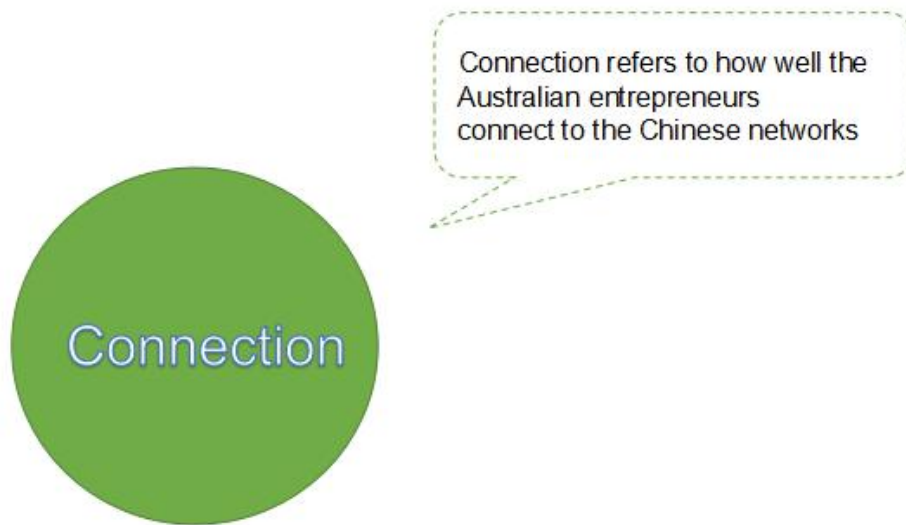 Connection refers to how well the
Australian entrepreneurs
connect to the Chinese networks
Connection